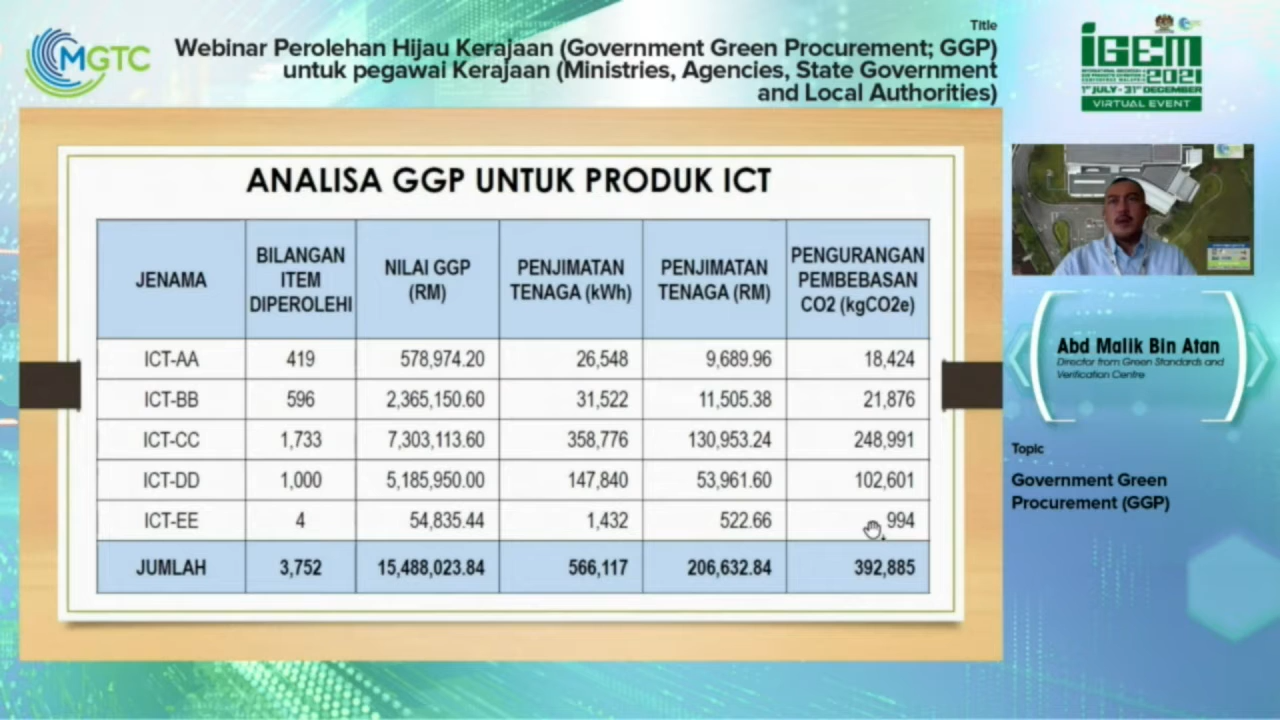 MGTC
Title
Webinar Perolehan Hijau Kerajaan (Government Green Procurement; GGP)
untuk pegawai Kerajaan (Ministries, Agencies, State Government
and Local Authorities)
iGEM
2021
1ST JULY - 31ST DECEMBER
VIRTUAL EVENT
ANALISA GGP UNTUK PRODUK ICT
JENAMA BILANGAN ITEM DIPEROLEHI NILAI GGP (RM) PENJIMATAN TENAGA (kWh) PENJIMATAN TENAGA (RM) PENGURANGAN PEMBEBASAN CO2 (kgCO2e)
ICT-AA 419 578,974.20 26,548 9,689.96 18,424
ICT-BB 596 2,365,150.60 31,522 11,505.38 21,876
ICT-CC 1,733 7,303,113.60 358,776 130,953.24 248,991
ICT-DD 1,000 5,185,950.00 147,840 53,961.60 102,601
ICT-EE 4 54,835.44 1,432 522.66 994
JUMLAH 3,752 15,488,023.84 566,117 206,632.84 392,885
Abd Malik Bin Atan
Director from Green Standards and
Verification Centre
Topic
Government Green
Procurement (GGP)